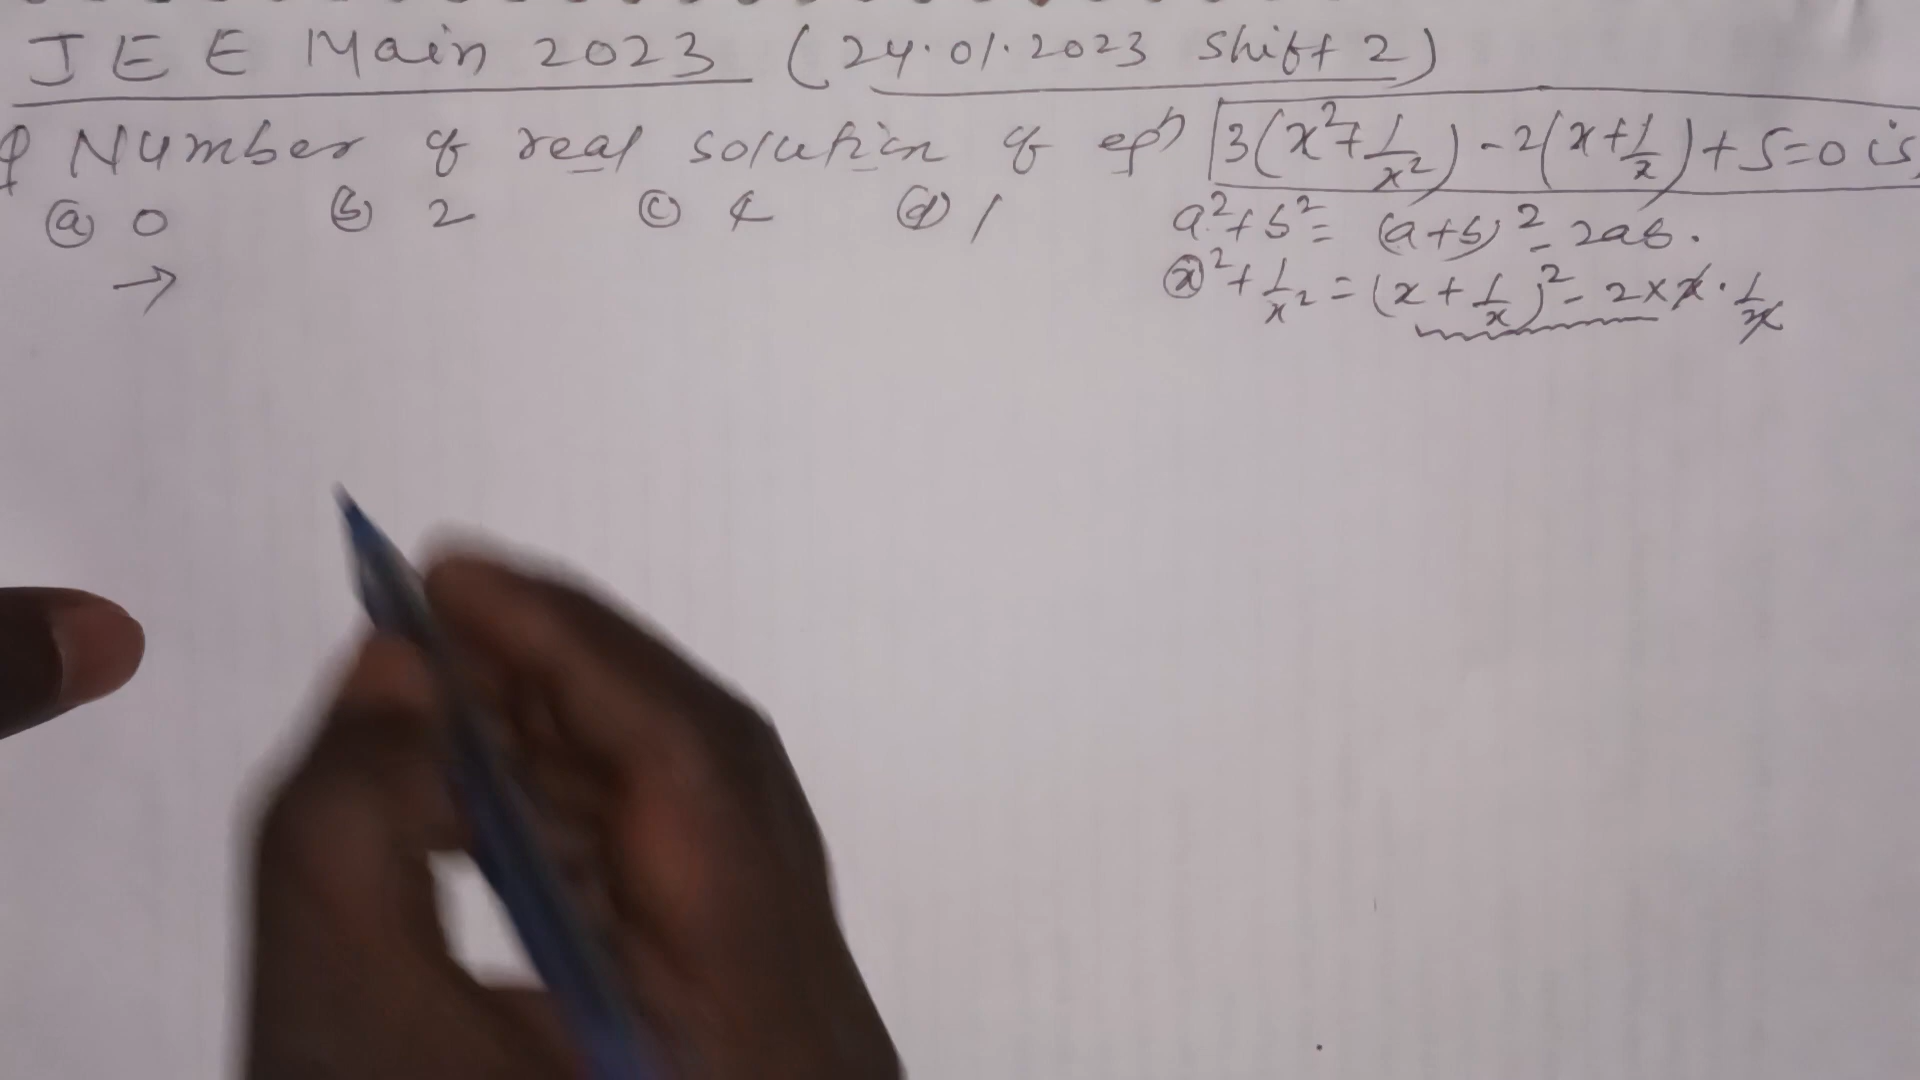 JEE Main 2023 (24.01.2023 shift 2)
Q Number of real solution of eqn 3(x²+1/x²)-2(x+1/x)+5=0 is
ⓐ 0 ⓑ 2 ⓒ 4 ⓓ 1
a²+b²= (a+b)²-2ab.
ⓧ²+1/x²=(x+1/x)²-2×x·1/x
→